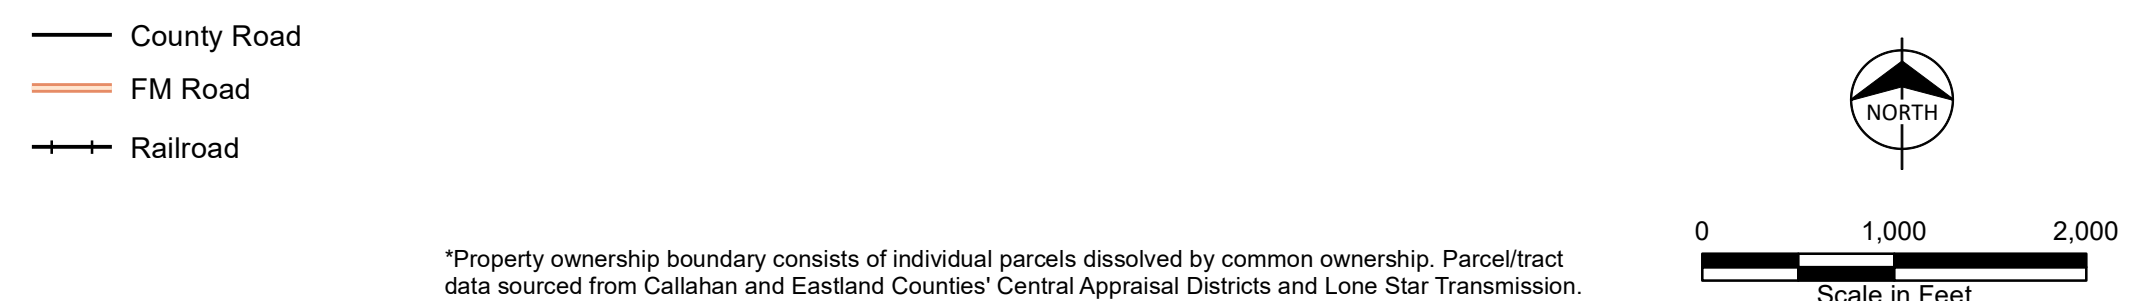 County Road
FM Road
Railroad
NORTH
*Property ownership boundary consists of individual parcels dissolved by common ownership. Parcel/tract
data sourced from Callahan and Eastland Counties' Central Appraisal Districts and Lone Star Transmission.
0 1,000 2,000
Scale in Feet